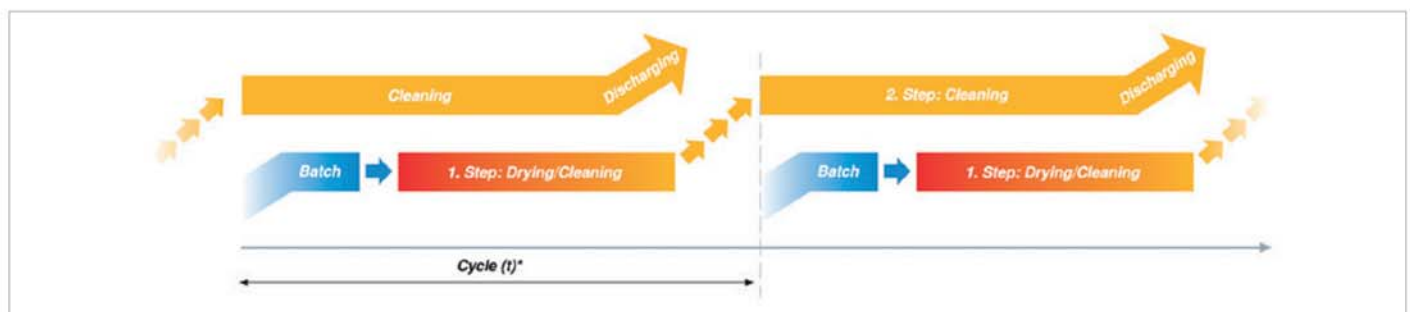 Cleaning
Discharging
2. Step: Cleaning
Discharging
Batch
1. Step: Drying/Cleaning
Batch
1. Step: Drying/Cleaning
Cycle (t)*